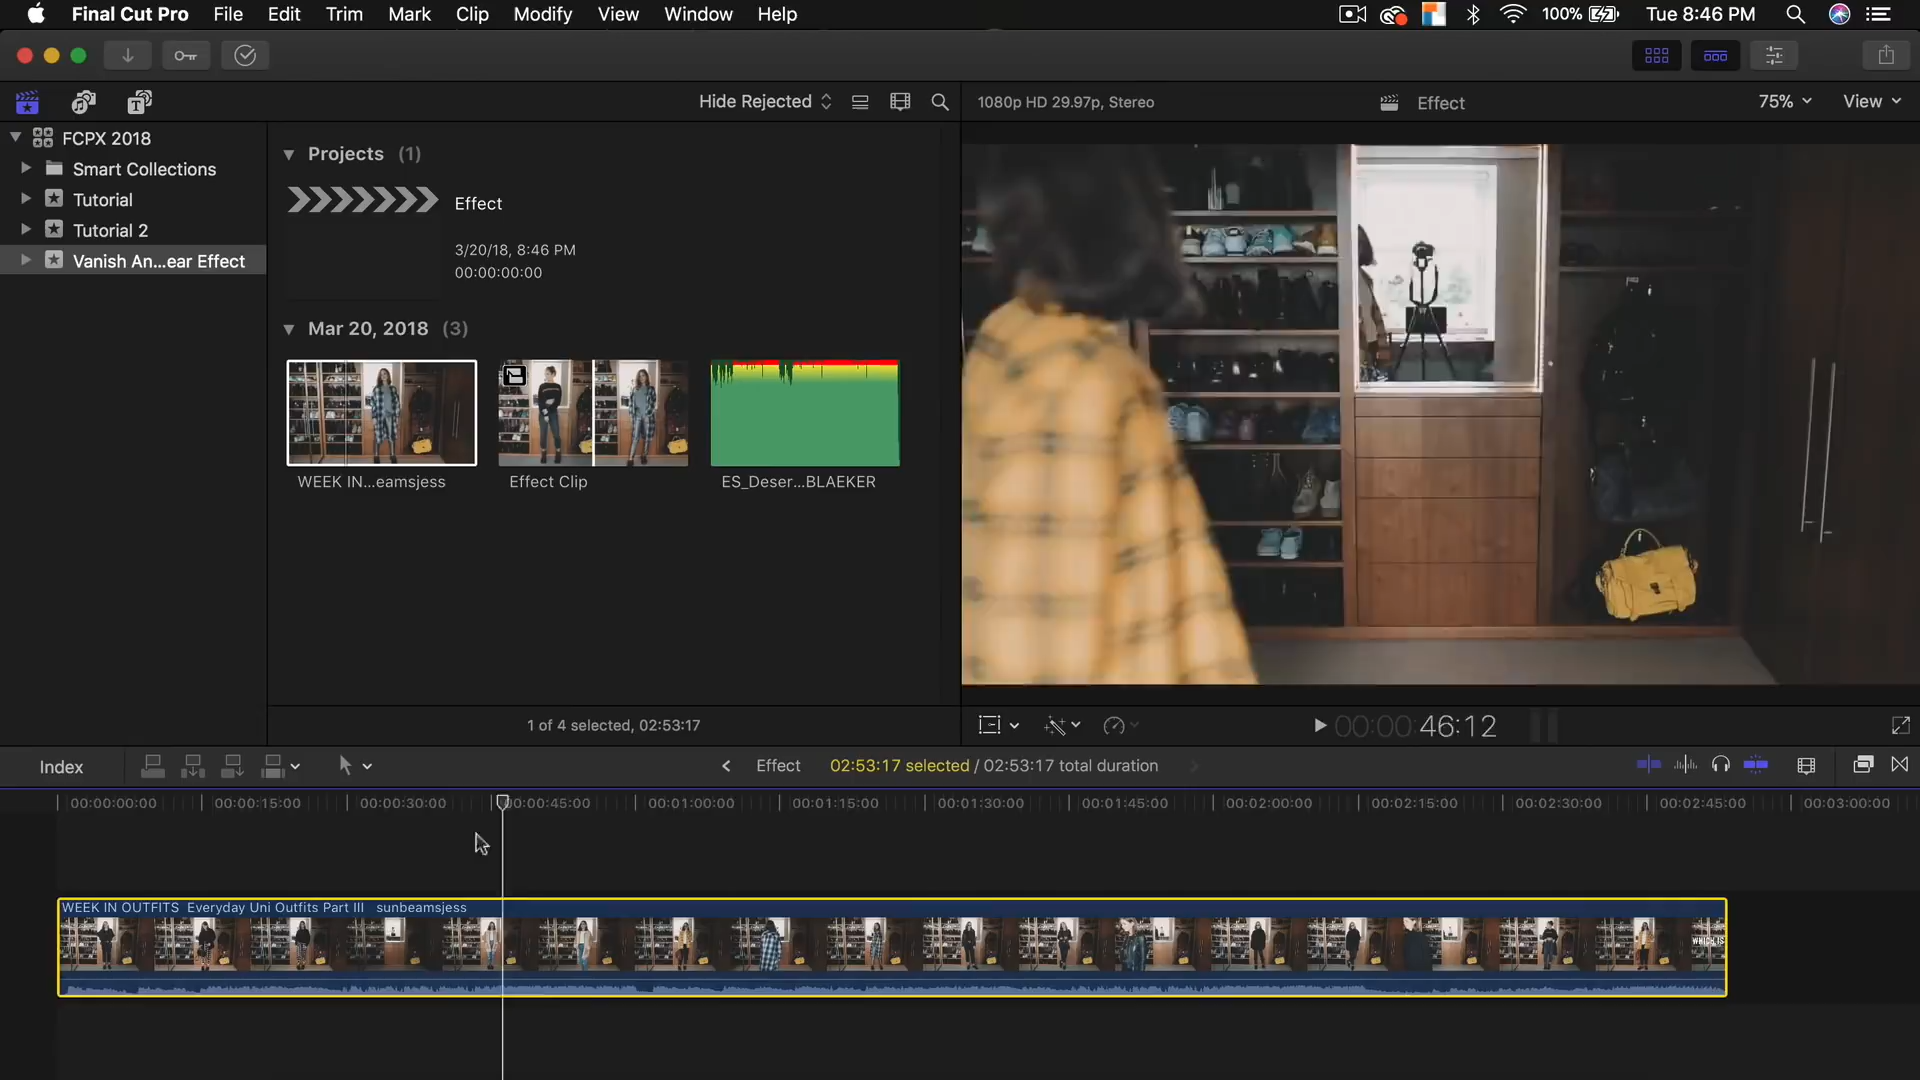 Final Cut Pro File Edit Trim Mark Clip Modify View Window Help 100% Tue 8:46 PM
Hide Rejected
1080p HD 29.97p, Stereo Effect 75% View
FCPX 2018
Smart Collections
Tutorial
Tutorial 2
Vanish An...ear Effect
Projects (1)
Effect
3/20/18, 8:46 PM
00:00:00:00
Mar 20, 2018 (3)
WEEK IN...eamsjess Effect Clip ES_Deser...BLAEKER
1 of 4 selected, 02:53:17
00:00:46:12
Index Effect 02:53:17 selected / 02:53:17 total duration
00:00:00:00 00:00:15:00 00:00:30:00 00:00:45:00 00:01:00:00 00:01:15:00 00:01:30:00 00:01:45:00 00:02:00:00 00:02:15:00 00:02:30:00 00:02:45:00 00:03:00:00
WEEK IN OUTFITS Everyday Uni Outfits Part III sunbeamsjess
WHICH IS